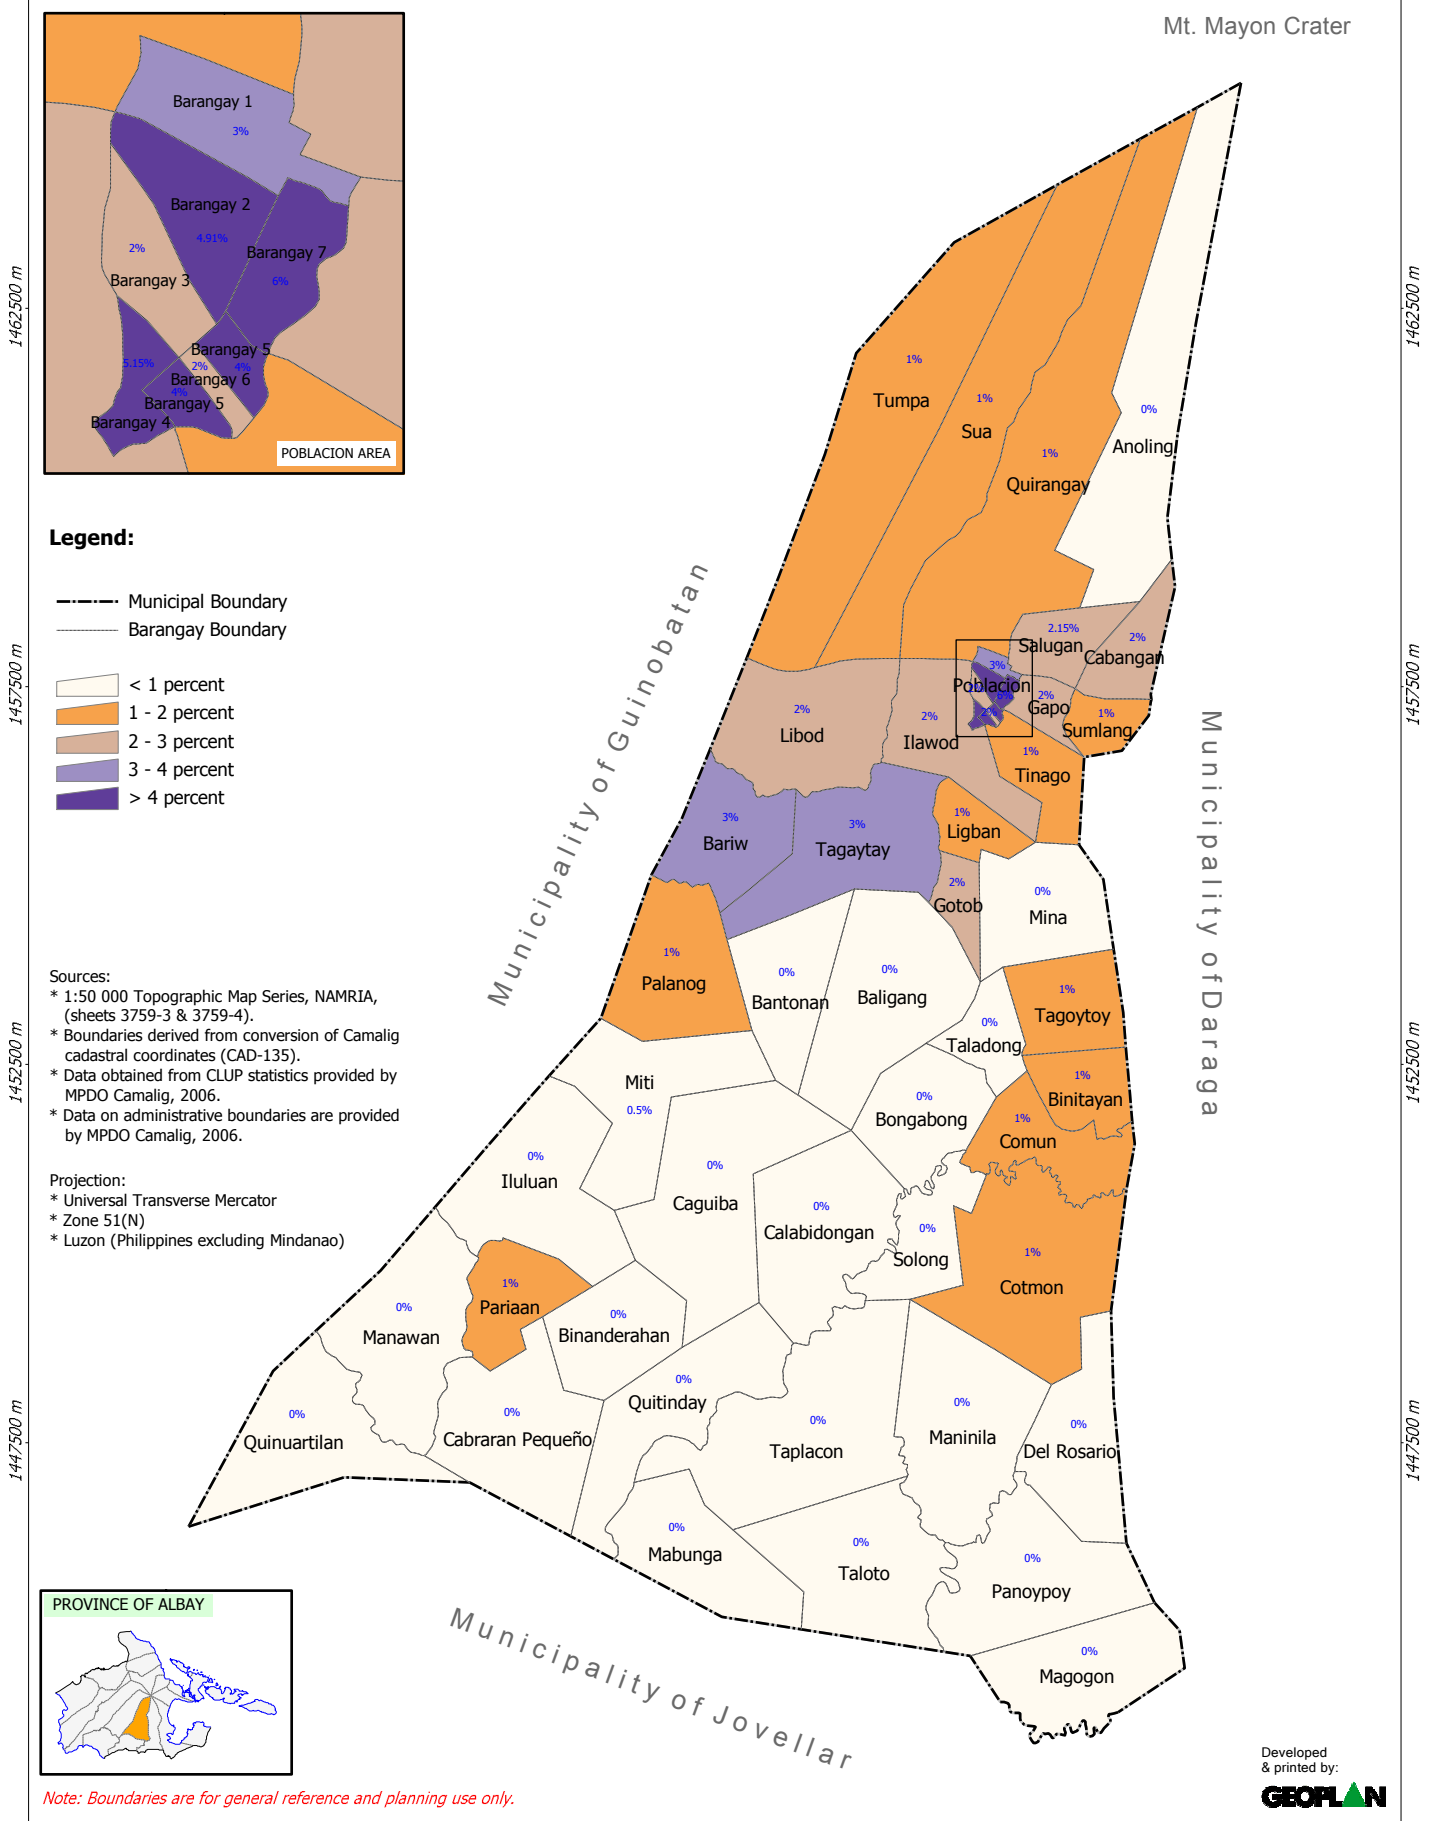 Mt. Mayon Crater
Barangay 1
3%
Barangay 2
4.91%
Barangay 7
6%
2%
Barangay 3
Barangay 5
4%
5.15%
2%
Barangay 6
4%
Barangay 5
Barangay 4
POBLACION AREA
1462500 m
1462500 m
1457500 m
1457500 m
1452500 m
1452500 m
1447500 m
1447500 m
Legend:
Municipal Boundary
Barangay Boundary
< 1 percent
1 - 2 percent
2 - 3 percent
3 - 4 percent
> 4 percent
Sources:
* 1:50 000 Topographic Map Series, NAMRIA,
(sheets 3759-3 & 3759-4).
* Boundaries derived from conversion of Camalig
cadastral coordinates (CAD-135).
* Data obtained from CLUP statistics provided by
MPDO Camalig, 2006.
* Data on administrative boundaries are provided
by MPDO Camalig, 2006.
Projection:
* Universal Transverse Mercator
* Zone 51(N)
* Luzon (Philippines excluding Mindanao)
Municipality of Guinobatan
Municipality of Daraga
Municipality of Jovellar
1%
Tumpa
1%
Sua
1%
Quirangay
0%
Anoling
2.15%
Salugan
2%
Cabangan
3%
Poblacion
6%
2%
2%
Gapo
1%
Sumlang
2%
Libod
2%
Ilawod
1%
Tinago
3%
Bariw
3%
Tagaytay
1%
Ligban
2%
Gotob
0%
Mina
1%
Palanog
0%
Bantonan
0%
Baligang
1%
Tagoytoy
0%
Taladong
1%
Binitayan
Miti
0.5%
0%
Bongabong
1%
Comun
0%
Iluluan
0%
Caguiba
0%
Calabidongan
0%
Solong
1%
Cotmon
1%
Pariaan
0%
Manawan
0%
Binanderahan
0%
Quitinday
0%
Quinuartilan
0%
Cabraran Pequeño
0%
Taplacon
0%
Maninila
0%
Del Rosario
0%
Mabunga
0%
Taloto
0%
Panoypoy
0%
Magogon
PROVINCE OF ALBAY
Note: Boundaries are for general reference and planning use only.
Developed
& printed by:
GEOPLAN